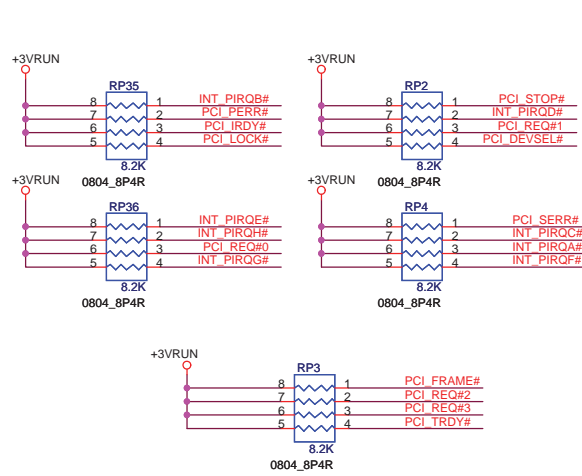 +3VRUN
RP35
8 1 INT_PIRQB#
7 2 PCI_PERR#
6 3 PCI_IRDY#
5 4 PCI_LOCK#
8.2K
0804_8P4R
+3VRUN
RP2
8 1 PCI_STOP#
7 2 INT_PIRQD#
6 3 PCI_REQ#1
5 4 PCI_DEVSEL#
8.2K
0804_8P4R
+3VRUN
RP36
8 1 INT_PIRQE#
7 2 INT_PIRQH#
6 3 PCI_REQ#0
5 4 INT_PIRQG#
8.2K
0804_8P4R
+3VRUN
RP4
8 1 PCI_SERR#
7 2 INT_PIRQC#
6 3 INT_PIRQA#
5 4 INT_PIRQF#
8.2K
0804_8P4R
+3VRUN
RP3
8 1 PCI_FRAME#
7 2 PCI_REQ#2
6 3 PCI_REQ#3
5 4 PCI_TRDY#
8.2K
0804_8P4R